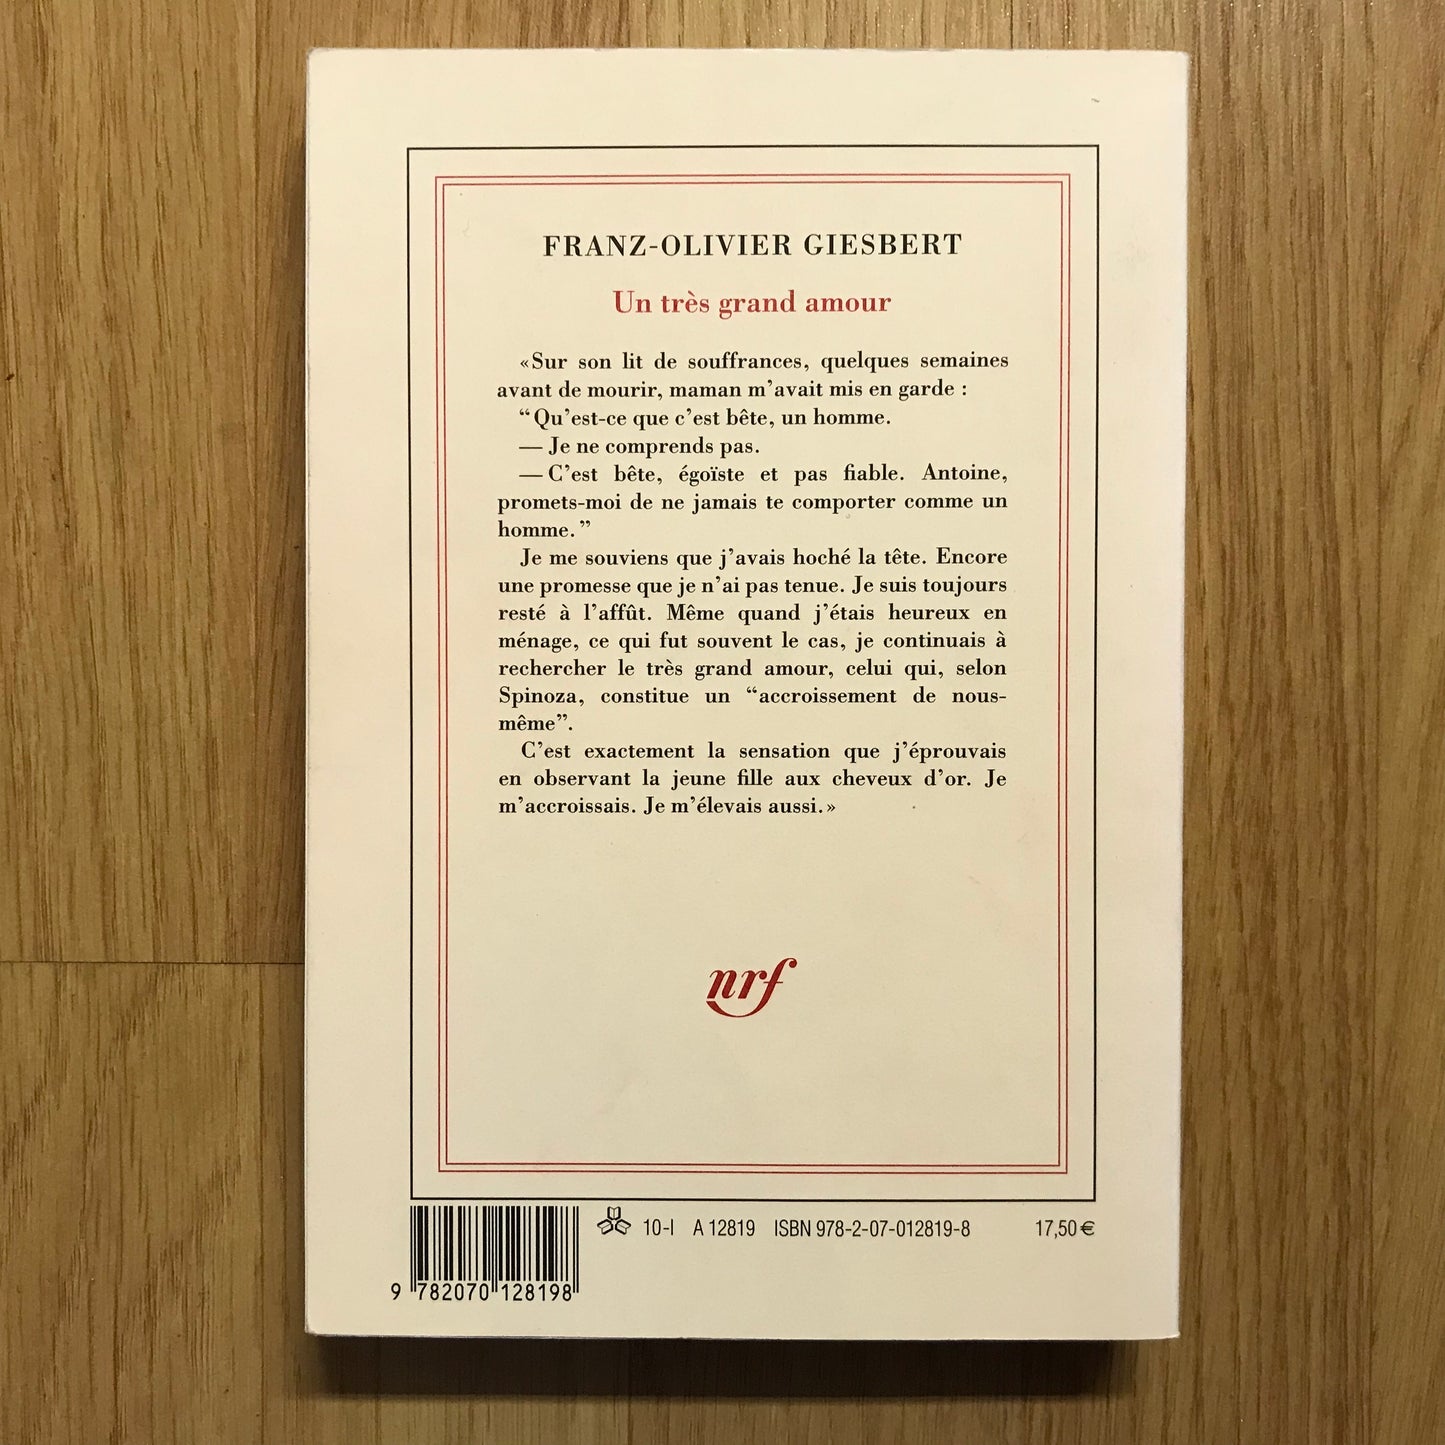 FRANZ-OLIVIER GIESBERT
Un très grand amour
«Sur son lit de souffrances, quelques semaines
avant de mourir, maman m’avait mis en garde :
“Qu’est-ce que c’est bête, un homme.
— Je ne comprends pas.
— C’est bête, égoïste et pas fiable. Antoine,
promets-moi de ne jamais te comporter comme un
homme.”
Je me souviens que j’avais hoché la tête. Encore
une promesse que je n’ai pas tenue. Je suis toujours
resté à l’affût. Même quand j’étais heureux en
ménage, ce qui fut souvent le cas, je continuais à
rechercher le très grand amour, celui qui, selon
Spinoza, constitue un “accroissement de nous-
même”.
C’est exactement la sensation que j’éprouvais
en observant la jeune fille aux cheveux d’or. Je
m’accroissais. Je m’élevais aussi.»
nrf
10-I A 12819 ISBN 978-2-07-012819-8 17,50 €
9 782070 128198